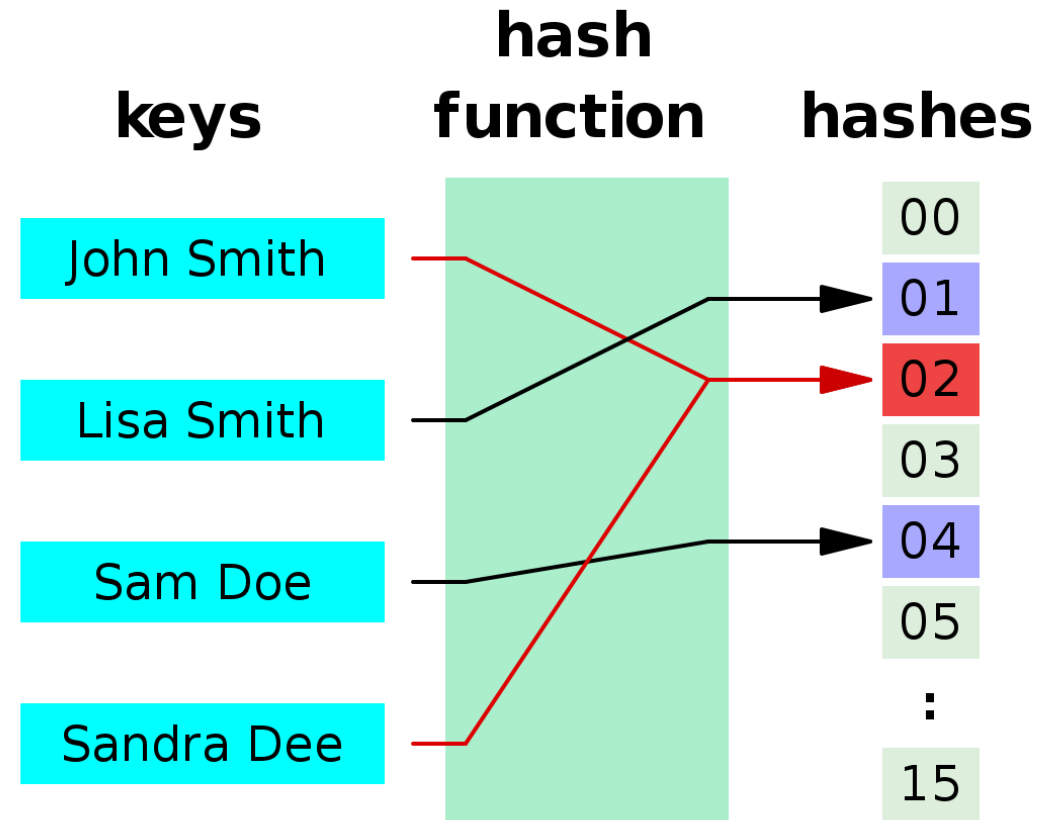 keys
hash
function
hashes
John Smith
Lisa Smith
Sam Doe
Sandra Dee
00
01
02
03
04
05
:
15